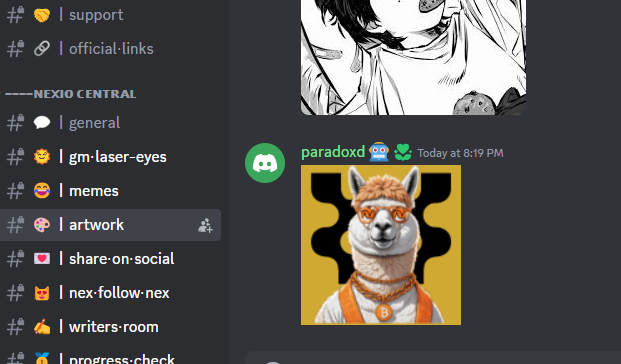 support
official-links
----NEXIO CENTRAL
general
gm-laser-eyes
memes
artwork
share-on-social
nex-follow-nex
writers-room
progress-check
paradoxd Today at 8:19 PM